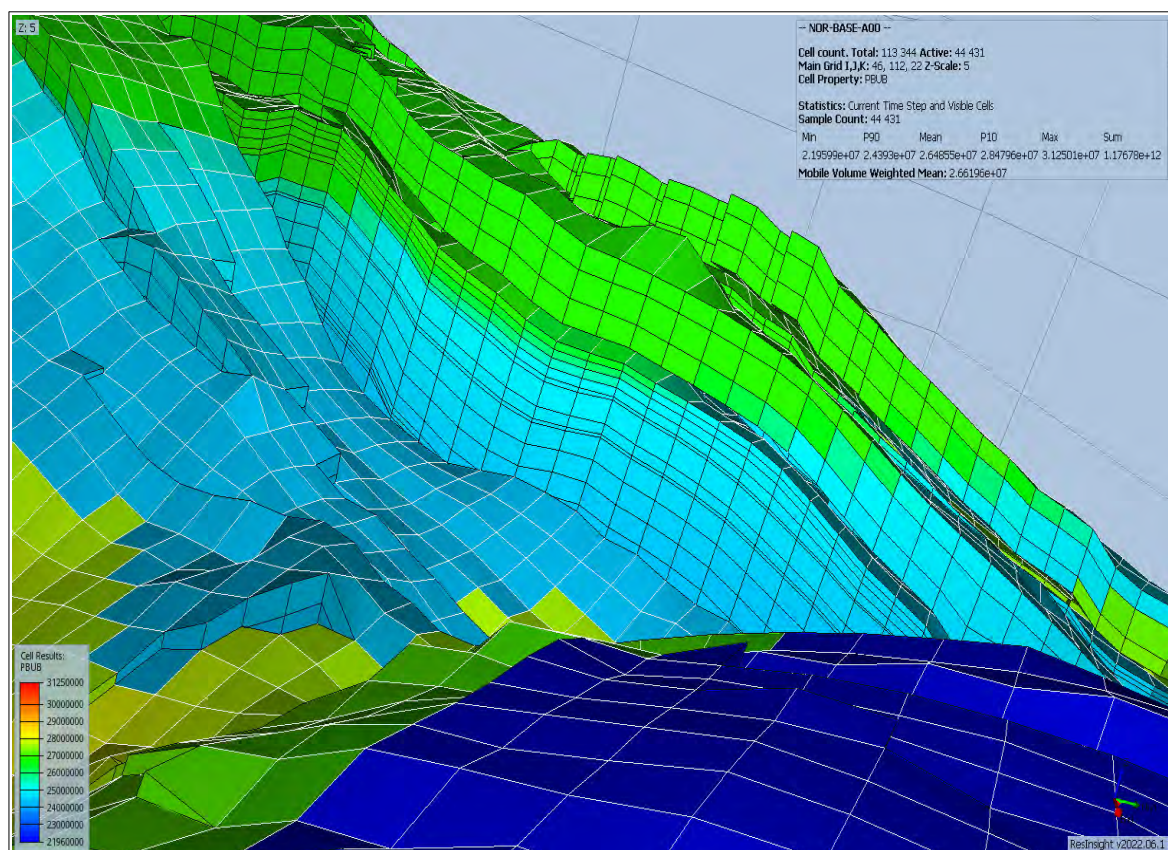 Z: 5
-- NOR-BASE-A00 --
Cell count. Total: 113 344 Active: 44 431
Main Grid I,J,K: 46, 112, 22 Z-Scale: 5
Cell Property: PBUB
Statistics: Current Time Step and Visible Cells
Sample Count: 44 431
Min P90 Mean P10 Max Sum
2.19599e+07 2.4393e+07 2.64855e+07 2.84796e+07 3.12501e+07 1.17678e+12
Mobile Volume Weighted Mean: 2.66196e+07
Cell Results:
PBUB
31250000
30000000
29000000
28000000
27000000
26000000
25000000
24000000
23000000
21960000
ResInsight v2022.06.1